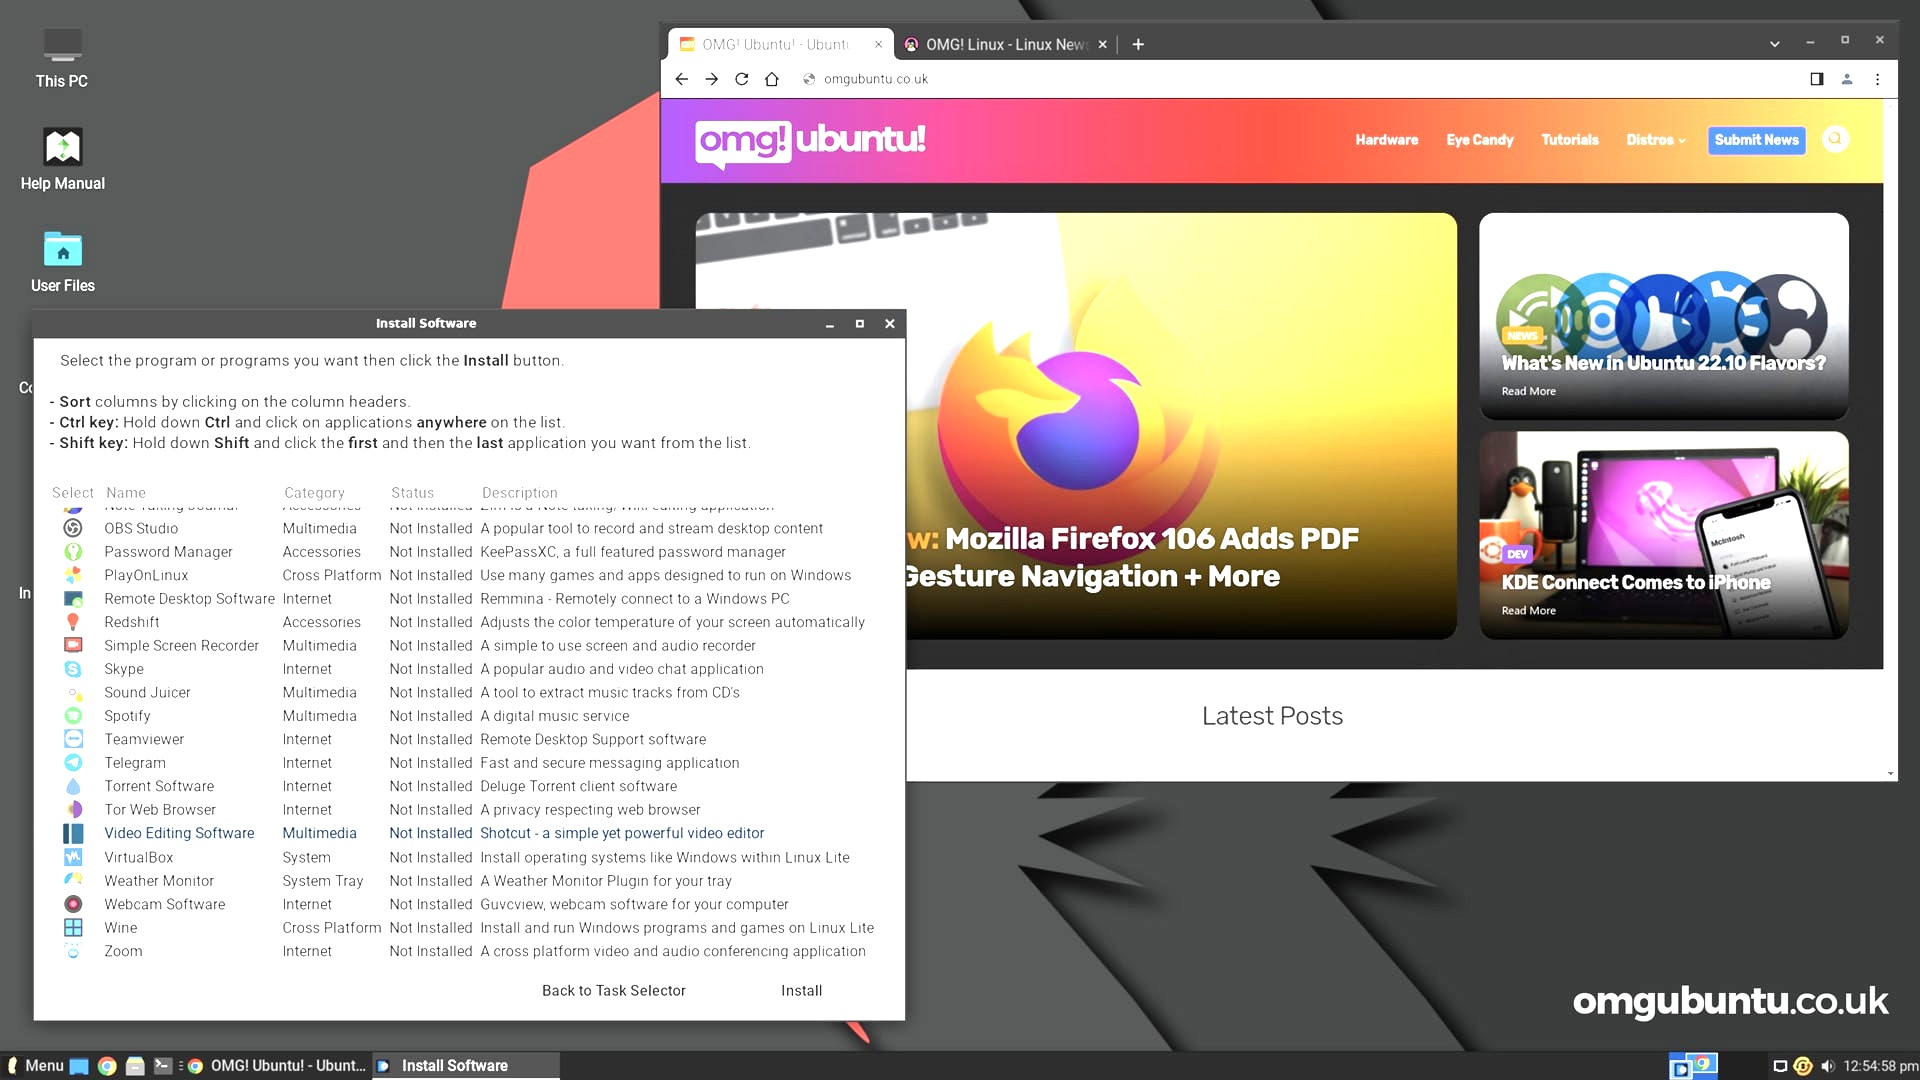 This PC
Help Manual
User Files
Co
In
OMG! Ubuntu! - Ubuntu
OMG! Linux - Linux News
omgubuntu.co.uk
omg! ubuntu!
Hardware
Eye Candy
Tutorials
Distros
Submit News
NEWS
What's New in Ubuntu 22.10 Flavors?
Read More
w: Mozilla Firefox 106 Adds PDF
Gesture Navigation + More
McIntosh
DEV
KDE Connect Comes to iPhone
Read More
Latest Posts
Install Software
Select the program or programs you want then click the Install button.
- Sort columns by clicking on the column headers.
- Ctrl key: Hold down Ctrl and click on applications anywhere on the list.
- Shift key: Hold down Shift and click the first and then the last application you want from the list.
Select Name Category Status Description
Note Taking Journal Accessories Not Installed Zim is a Note taking/Wiki editing application
OBS Studio Multimedia Not Installed A popular tool to record and stream desktop content
Password Manager Accessories Not Installed KeePassXC, a full featured password manager
PlayOnLinux Cross Platform Not Installed Use many games and apps designed to run on Windows
Remote Desktop Software Internet Not Installed Remmina - Remotely connect to a Windows PC
Redshift Accessories Not Installed Adjusts the color temperature of your screen automatically
Simple Screen Recorder Multimedia Not Installed A simple to use screen and audio recorder
Skype Internet Not Installed A popular audio and video chat application
Sound Juicer Multimedia Not Installed A tool to extract music tracks from CD's
Spotify Multimedia Not Installed A digital music service
Teamviewer Internet Not Installed Remote Desktop Support software
Telegram Internet Not Installed Fast and secure messaging application
Torrent Software Internet Not Installed Deluge Torrent client software
Tor Web Browser Internet Not Installed A privacy respecting web browser
Video Editing Software Multimedia Not Installed Shotcut - a simple yet powerful video editor
VirtualBox System Not Installed Install operating systems like Windows within Linux Lite
Weather Monitor System Tray Not Installed A Weather Monitor Plugin for your tray
Webcam Software Internet Not Installed Guvcview, webcam software for your computer
Wine Cross Platform Not Installed Install and run Windows programs and games on Linux Lite
Zoom Internet Not Installed A cross platform video and audio conferencing application
Back to Task Selector
Install
omgubuntu.co.uk
Menu
OMG! Ubuntu! - Ubunt...
Install Software
12:54:58 pm